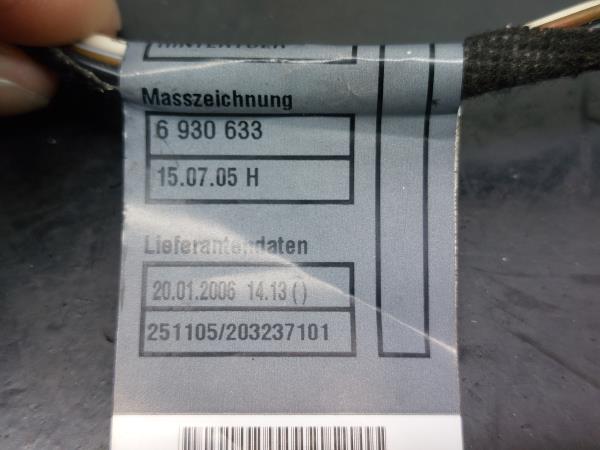 Masszeichnung
6 930 633
15.07.05 H
Lieferantendaten
20.01.2006 14.13 ( )
251105/203237101